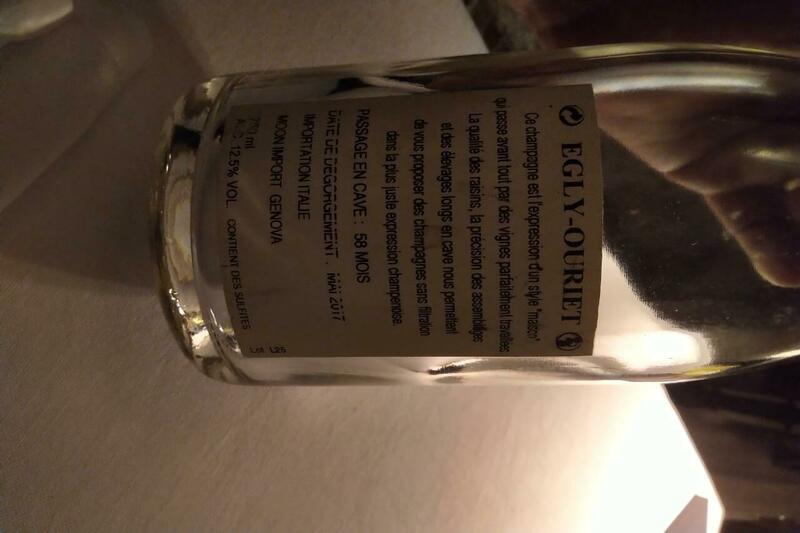 EGLY-OURIET
Ce champagne est l'expression d'un style "maison"
qui passe avant tout par des vignes parfaitement travaillées
La qualité des raisins, la précision des assemblages
et des élevages longs en cave nous permettent
de vous proposer des champagnes sans filtration
dans la plus juste expression champenoise.
PASSAGE EN CAVE : 58 MOIS
DATE DE DÉGORGEMENT : MAI 2017
IMPORTATION ITALIE
MOON IMPORT GENOVA
750 ml
ALC. 12.5% VOL. CONTIENT DES SULFITES
Lot L26